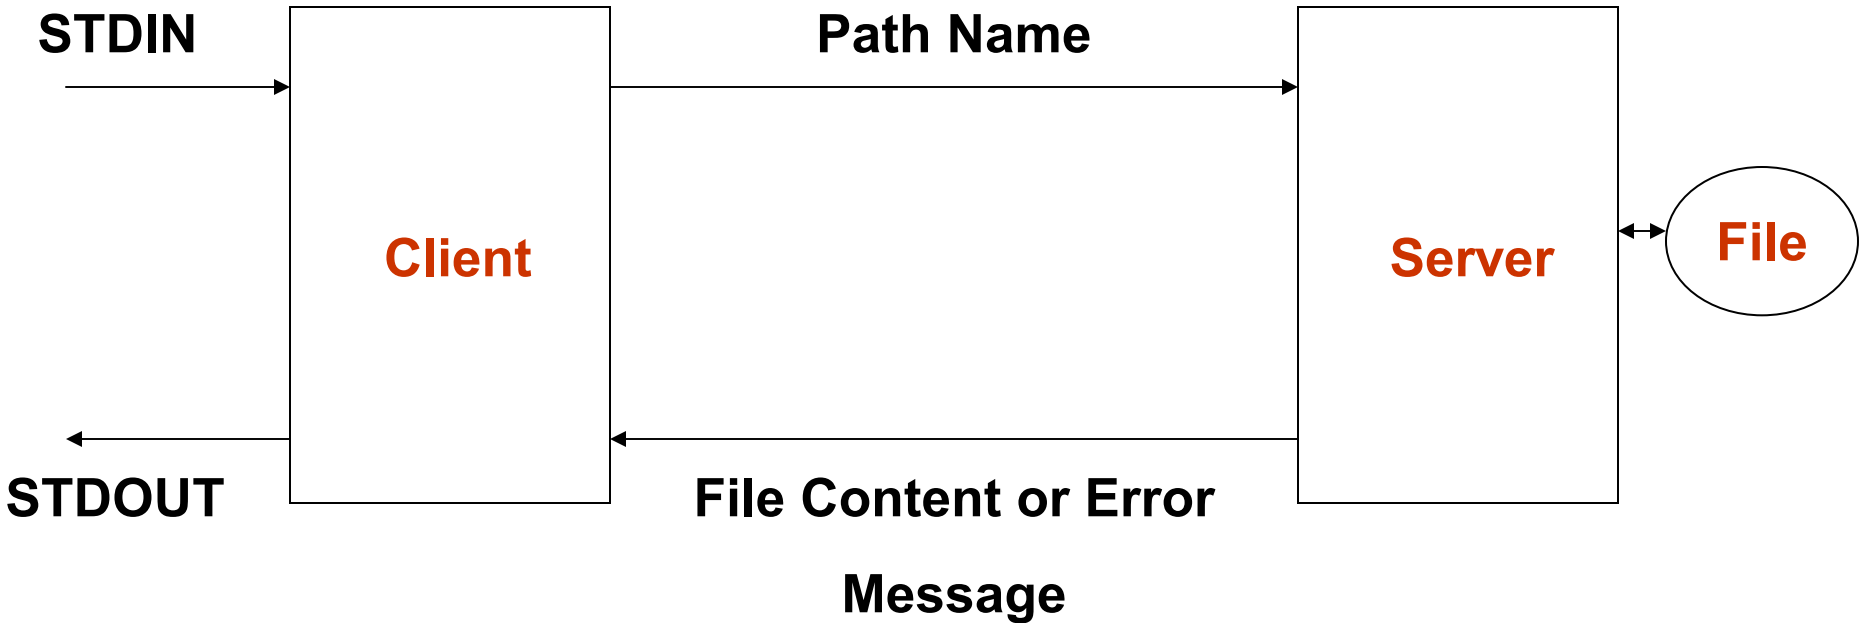 STDIN
Path Name
Client
Server
File
STDOUT
File Content or Error
Message